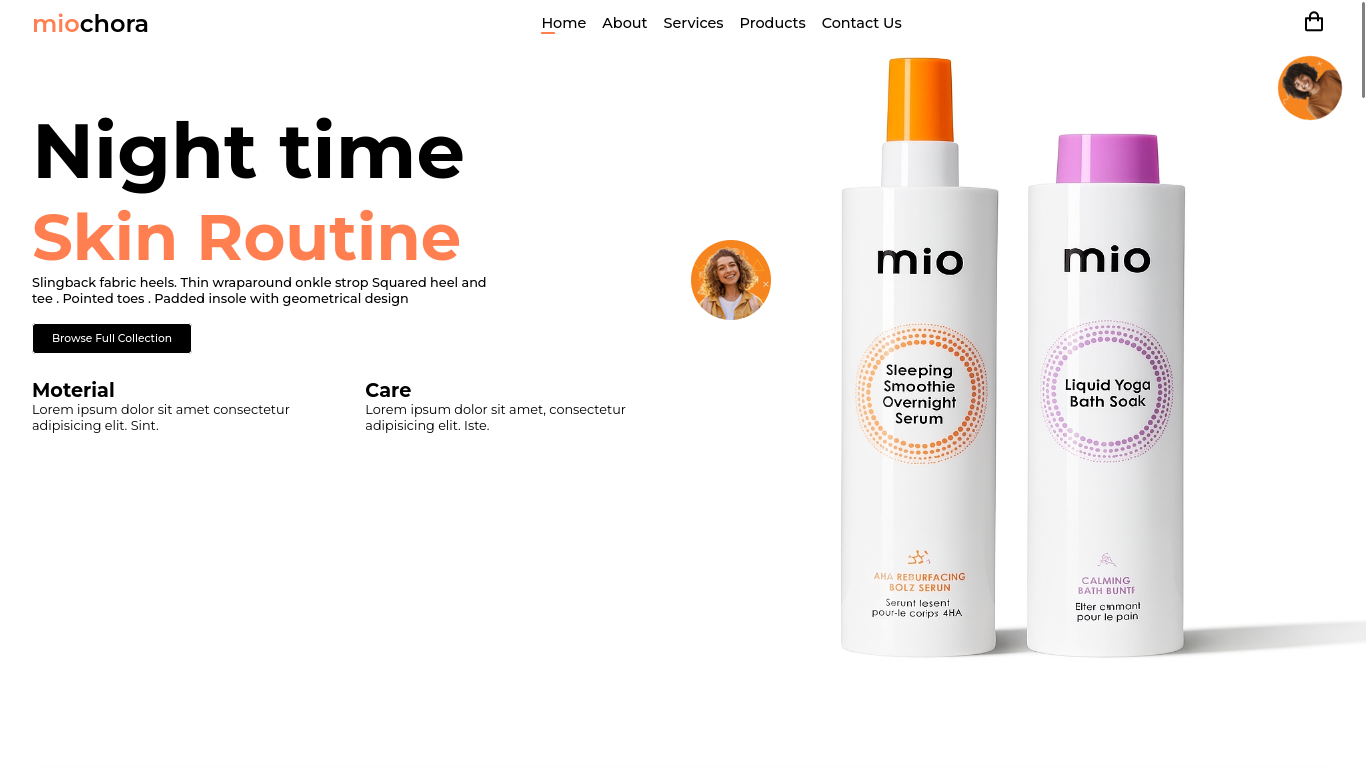 miochora
Home About Services Products Contact Us
Night time
Skin Routine
Slingback fabric heels. Thin wraparound onkle strop Squared heel and
tee . Pointed toes . Padded insole with geometrical design
Browse Full Collection
Moterial
Lorem ipsum dolor sit amet consectetur
adipisicing elit. Sint.
Care
Lorem ipsum dolor sit amet, consectetur
adipisicing elit. Iste.
mio
Sleeping
Smoothie
Overnight
Serum
AHA REBURFACING
BOLZ SERUN
Serunt lesent
pour-le corips 4HA
mio
Liquid Yoga
Bath Soak
CALMING
BATH BUNTF
Elter
pour le pain